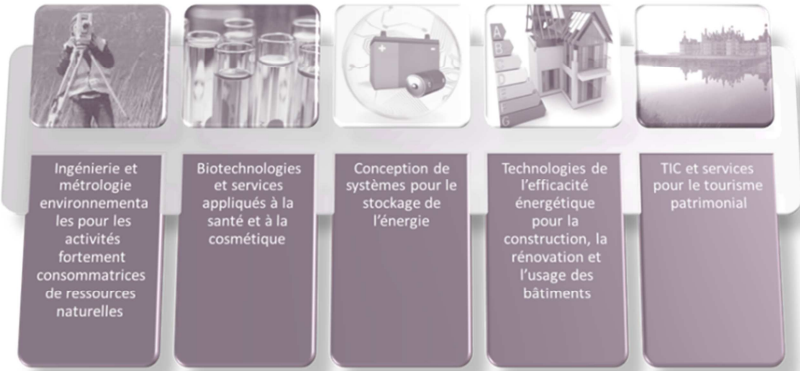 Ingénierie et
métrologie
environnementa
les pour les
activités
fortement
consommatrices
de ressources
naturelles
Biotechnologies
et services
appliqués à la
santé et à la
cosmétique
Conception de
systèmes pour le
stockage de
l'énergie
A
B
G
Technologies de
l'efficacité
énergétique
pour la
construction, la
rénovation et
l'usage des
bâtiments
TIC et services
pour le tourisme
patrimonial